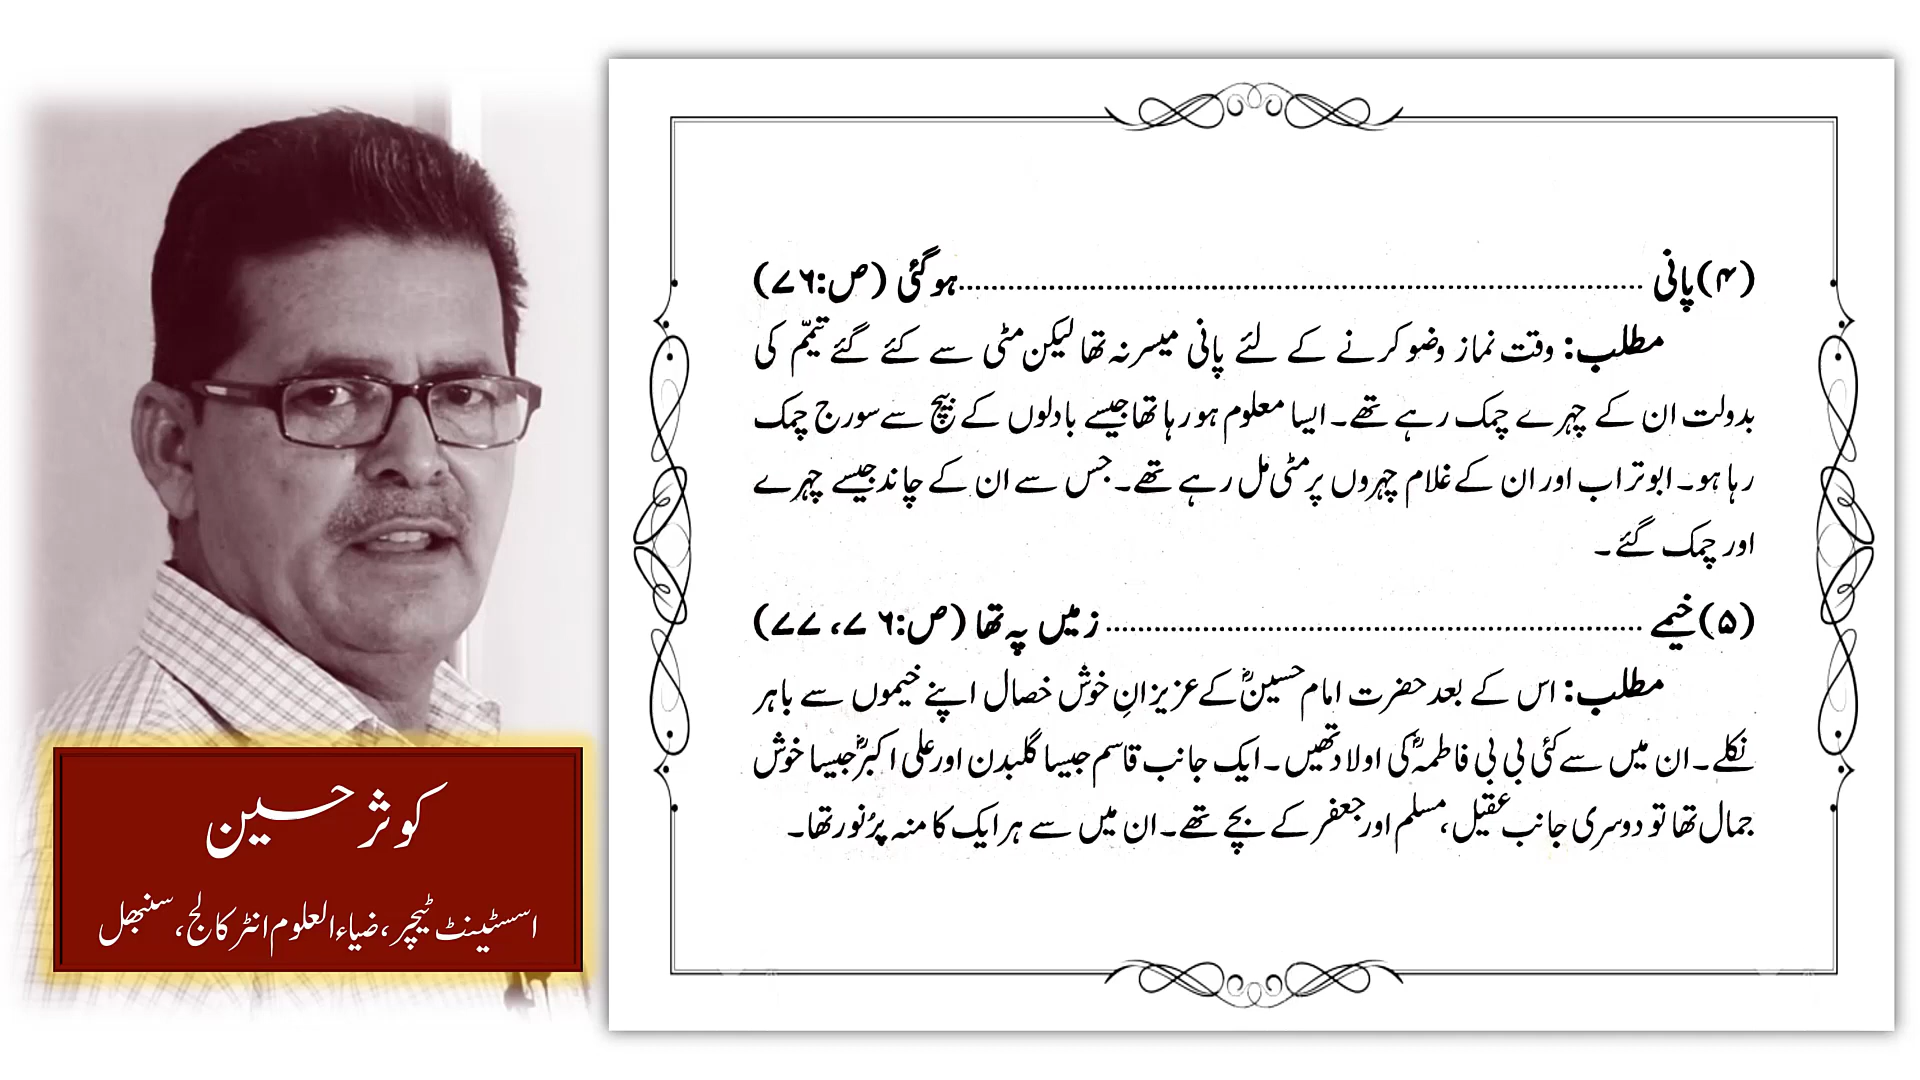 (۴) پانی ........................................ ہوگئی (ص:۷۶)
مطلب: وقت نماز وضو کرنے کے لئے پانی میسر نہ تھا لیکن مٹی سے کئے گئے تیمّم کی
بدولت ان کے چہرے چمک رہے تھے۔ ایسا معلوم ہو رہا تھا جیسے بادلوں کے بیچ سے سورج چمک
رہا ہو۔ ابوتراب اور ان کے غلام چہروں پر مٹی مل رہے تھے۔ جس سے ان کے چاند جیسے چہرے
اور چمک گئے۔
(۵) خیمے ........................................ زمیں پہ تھا (ص:۷۶، ۷۷)
مطلب: اس کے بعد حضرت امام حسینؓ کے عزیزانِ خوش خصال اپنے خیموں سے باہر
نکلے۔ ان میں سے کئی بی بی فاطمہؓ کی اولاد تھیں۔ ایک جانب قاسم جیسا گلبدن اور علی اکبرؓ جیسا خوش
جمال تھا تو دوسری جانب عقیل، مسلم اور جعفر کے بچے تھے۔ ان میں سے ہر ایک کا منہ پُرنور تھا۔
کوثر حسین
اسسٹینٹ ٹیچر، ضیاء العلوم انٹر کالج، سنبھل